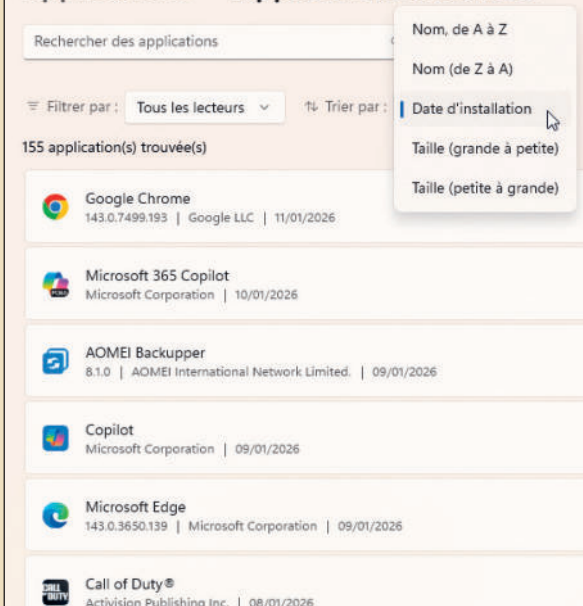 Rechercher des applications
Nom, de A à Z
Nom (de Z à A)
Filtrer par : Tous les lecteurs Trier par : Date d'installation
155 application(s) trouvée(s)
Taille (grande à petite)
Taille (petite à grande)
Google Chrome
143.0.7499.193 | Google LLC | 11/01/2026
Microsoft 365 Copilot
Microsoft Corporation | 10/01/2026
AOMEI Backupper
8.1.0 | AOMEI International Network Limited. | 09/01/2026
Copilot
Microsoft Corporation | 09/01/2026
Microsoft Edge
143.0.3650.139 | Microsoft Corporation | 09/01/2026
CALL
DUTY
Call of Duty®
Activision Publishing Inc. | 08/01/2026